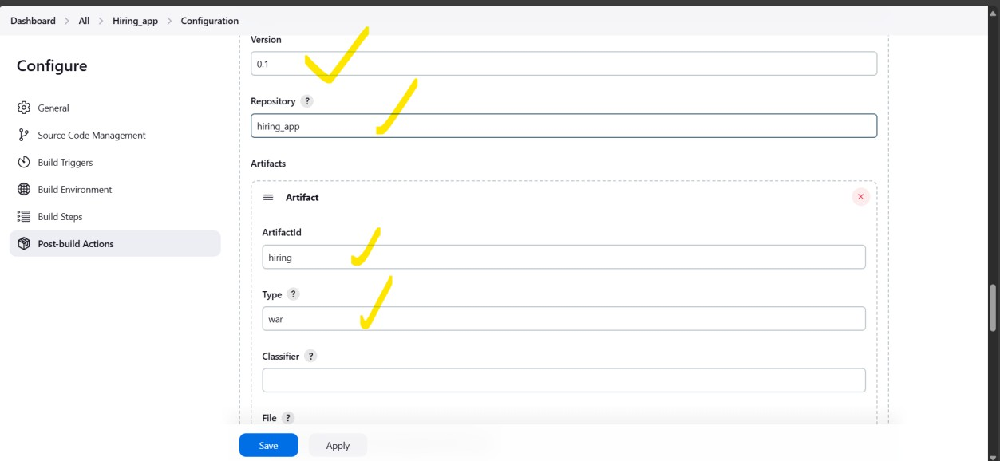 Dashboard > All > Hiring_app > Configuration
Configure
General
Source Code Management
Build Triggers
Build Environment
Build Steps
Post-build Actions
Version
0.1
Repository ?
hiring_app
Artifacts
Artifact
ArtifactId
hiring
Type ?
war
Classifier ?
File ?
Save Apply